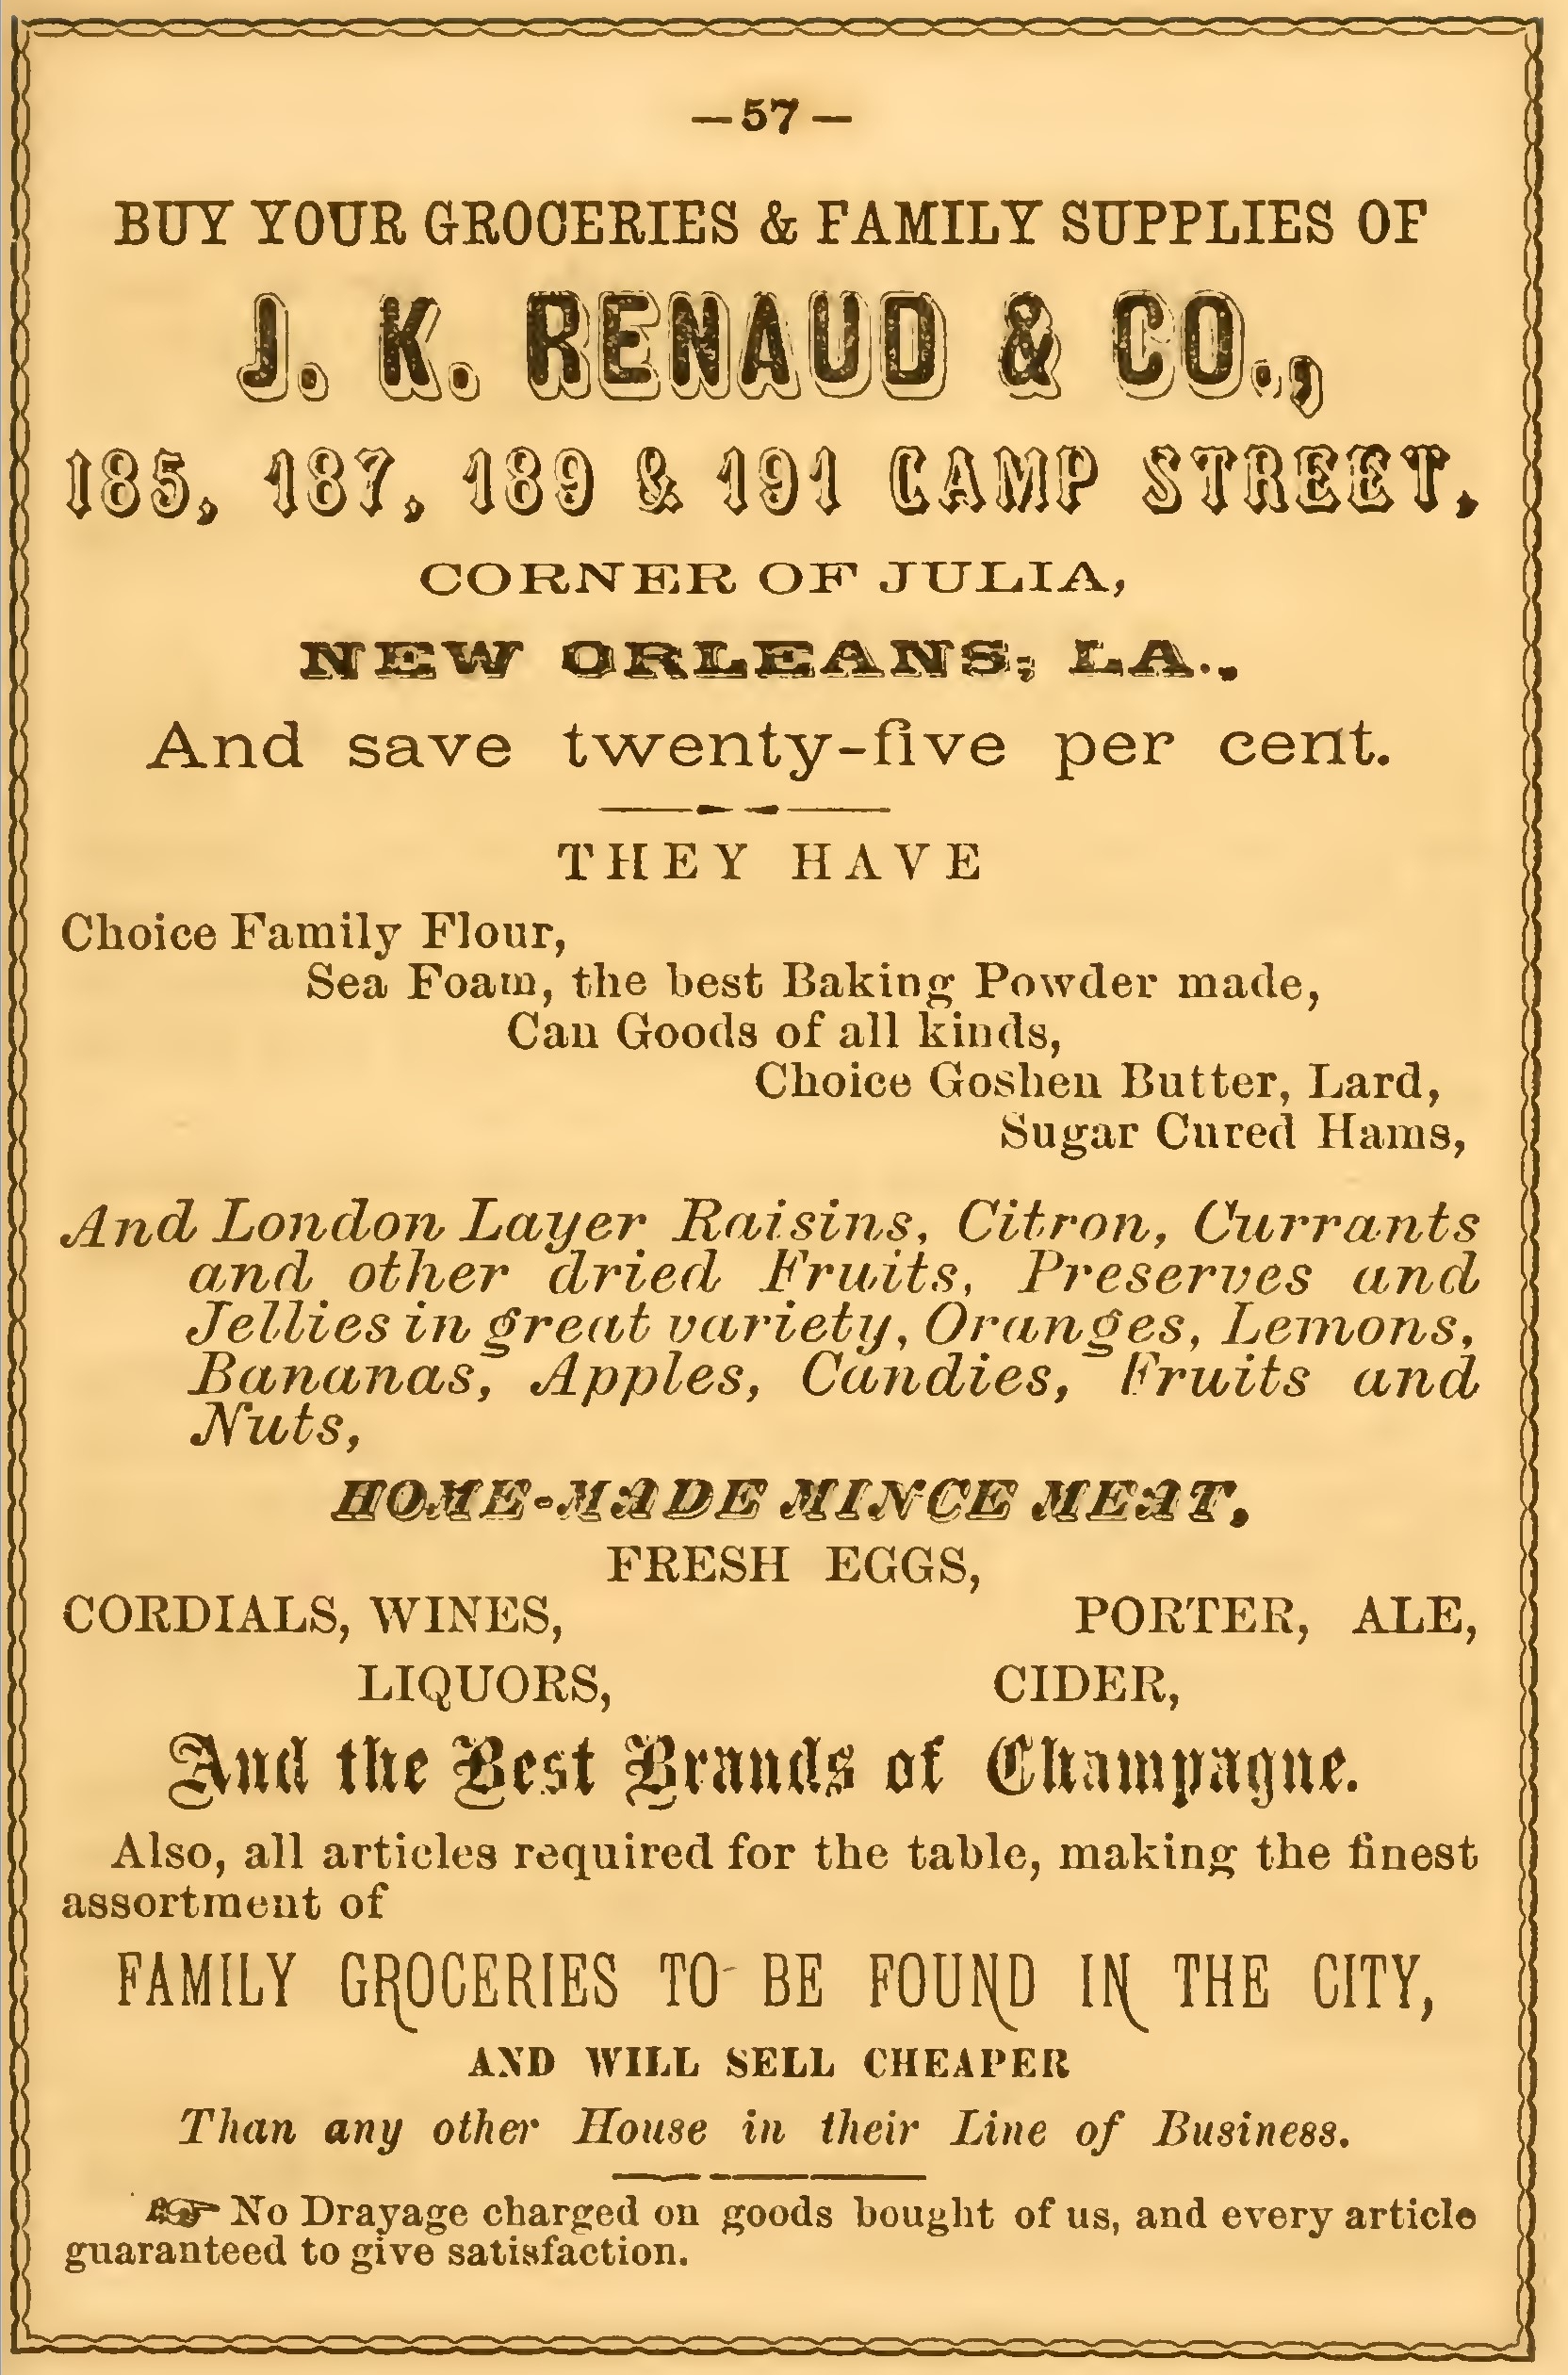 —57—
BUY YOUR GROCERIES & FAMILY SUPPLIES OF
J. K. RENAUD & CO.,
185, 187, 189 & 191 CAMP STREET,
CORNER OF JULIA,
NEW ORLEANS, LA.,
And save twenty-five per cent.
THEY HAVE
Choice Family Flour,
Sea Foam, the best Baking Powder made,
Can Goods of all kinds,
Choice Goshen Butter, Lard,
Sugar Cured Hams,
And London Layer Raisins, Citron, Currants
and other dried Fruits, Preserves and
Jellies in great variety, Oranges, Lemons,
Bananas, Apples, Candies, Fruits and
Nuts,
HOME-MADE MINCE MEAT,
FRESH EGGS,
CORDIALS, WINES, PORTER, ALE,
LIQUORS, CIDER,
And the Best Brands of Champagne.
Also, all articles required for the table, making the finest
assortment of
FAMILY GROCERIES TO BE FOUND IN THE CITY,
AND WILL SELL CHEAPER
Than any other House in their Line of Business.
☞ No Drayage charged on goods bought of us, and every article
guaranteed to give satisfaction.